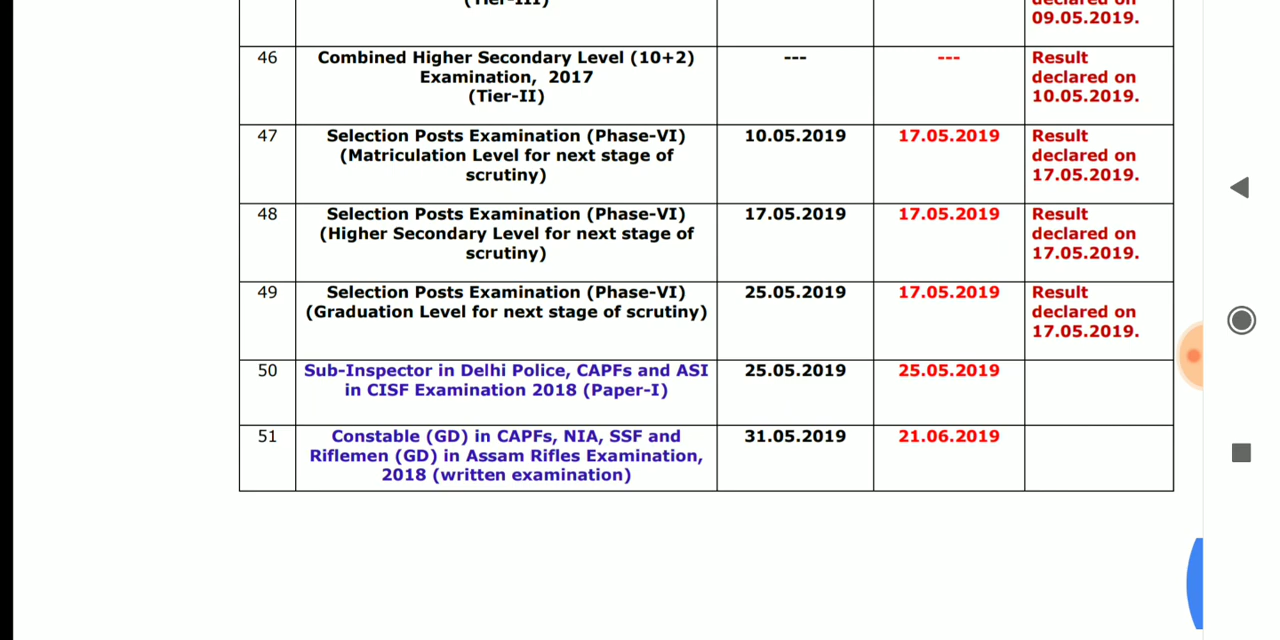 (Tier-III)
declared on
09.05.2019.
46
Combined Higher Secondary Level (10+2)
Examination, 2017
(Tier-II)
---
---
Result
declared on
10.05.2019.
47
Selection Posts Examination (Phase-VI)
(Matriculation Level for next stage of
scrutiny)
10.05.2019
17.05.2019
Result
declared on
17.05.2019.
48
Selection Posts Examination (Phase-VI)
(Higher Secondary Level for next stage of
scrutiny)
17.05.2019
17.05.2019
Result
declared on
17.05.2019.
49
Selection Posts Examination (Phase-VI)
(Graduation Level for next stage of scrutiny)
25.05.2019
17.05.2019
Result
declared on
17.05.2019.
50
Sub-Inspector in Delhi Police, CAPFs and ASI
in CISF Examination 2018 (Paper-I)
25.05.2019
25.05.2019
51
Constable (GD) in CAPFs, NIA, SSF and
Riflemen (GD) in Assam Rifles Examination,
2018 (written examination)
31.05.2019
21.06.2019